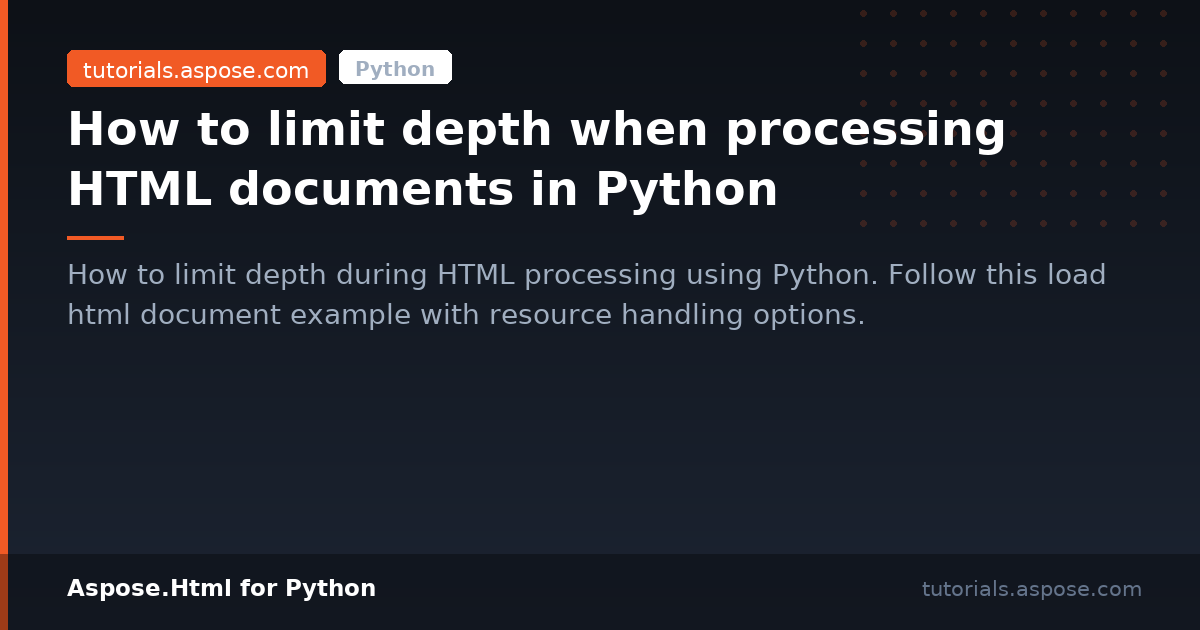 tutorials.aspose.com
Python
How to limit depth when processing
HTML documents in Python
How to limit depth during HTML processing using Python. Follow this load
html document example with resource handling options.
Aspose.Html for Python
tutorials.aspose.com